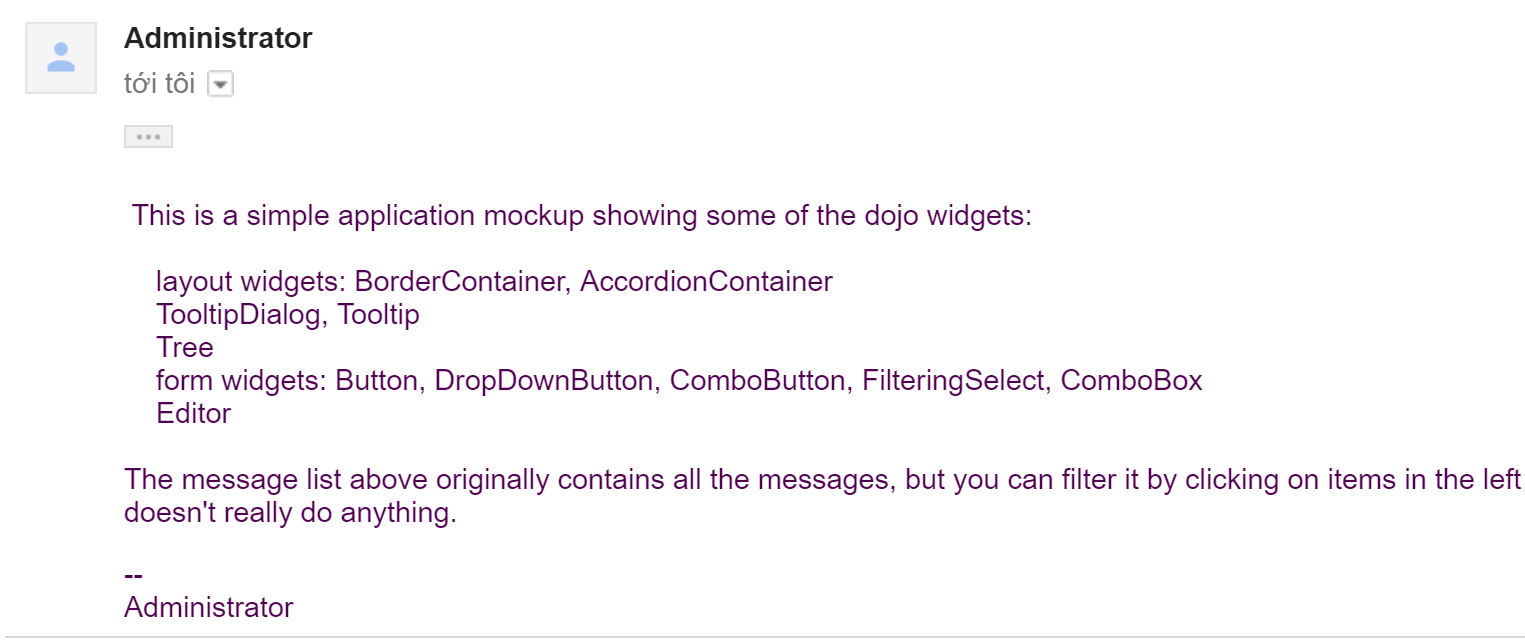 Administrator
tới tôi
This is a simple application mockup showing some of the dojo widgets:
layout widgets: BorderContainer, AccordionContainer
TooltipDialog, Tooltip
Tree
form widgets: Button, DropDownButton, ComboButton, FilteringSelect, ComboBox
Editor
The message list above originally contains all the messages, but you can filter it by clicking on items in the left
doesn't really do anything.
--
Administrator